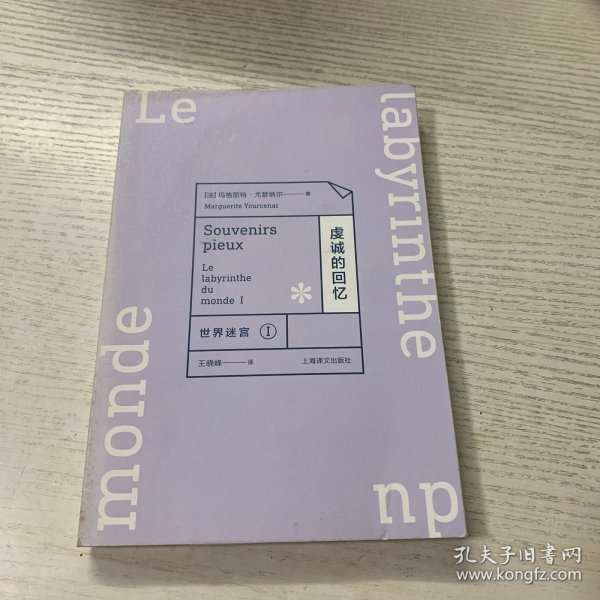 Le
labyrinthe
du
monde
[法]玛格丽特·尤瑟纳尔——著
Marguerite Yourcenar
Souvenirs
pieux
Le
labyrinthe
du
monde I
*
虔诚的回忆
世界迷宫 I
王晓峰——译
上海译文出版社
孔夫子旧书网
www.kongfz.com